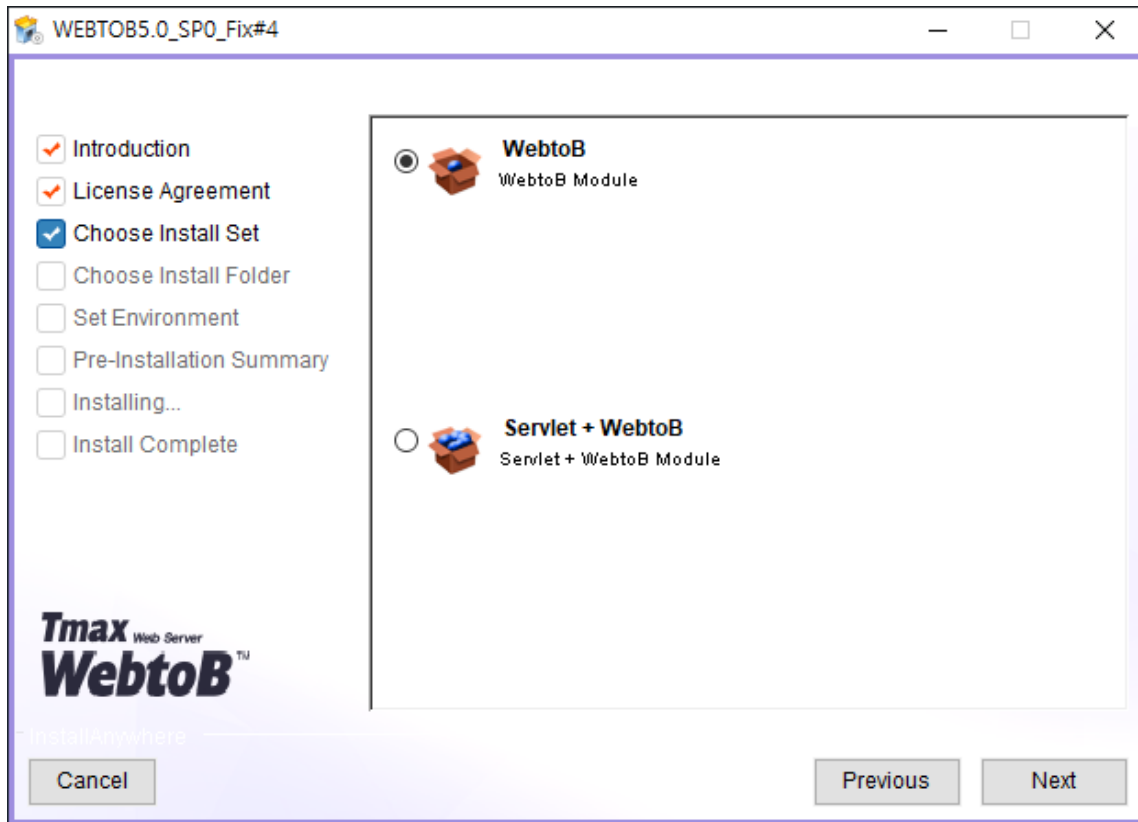 WEBTOB5.0_SP0_Fix#4
Introduction
License Agreement
Choose Install Set
Choose Install Folder
Set Environment
Pre-Installation Summary
Installing...
Install Complete
WebtoB
WebtoB Module
Servlet + WebtoB
Servlet + WebtoB Module
Tmax Web Server
WebtoB™
InstallAnywhere
Cancel
Previous
Next